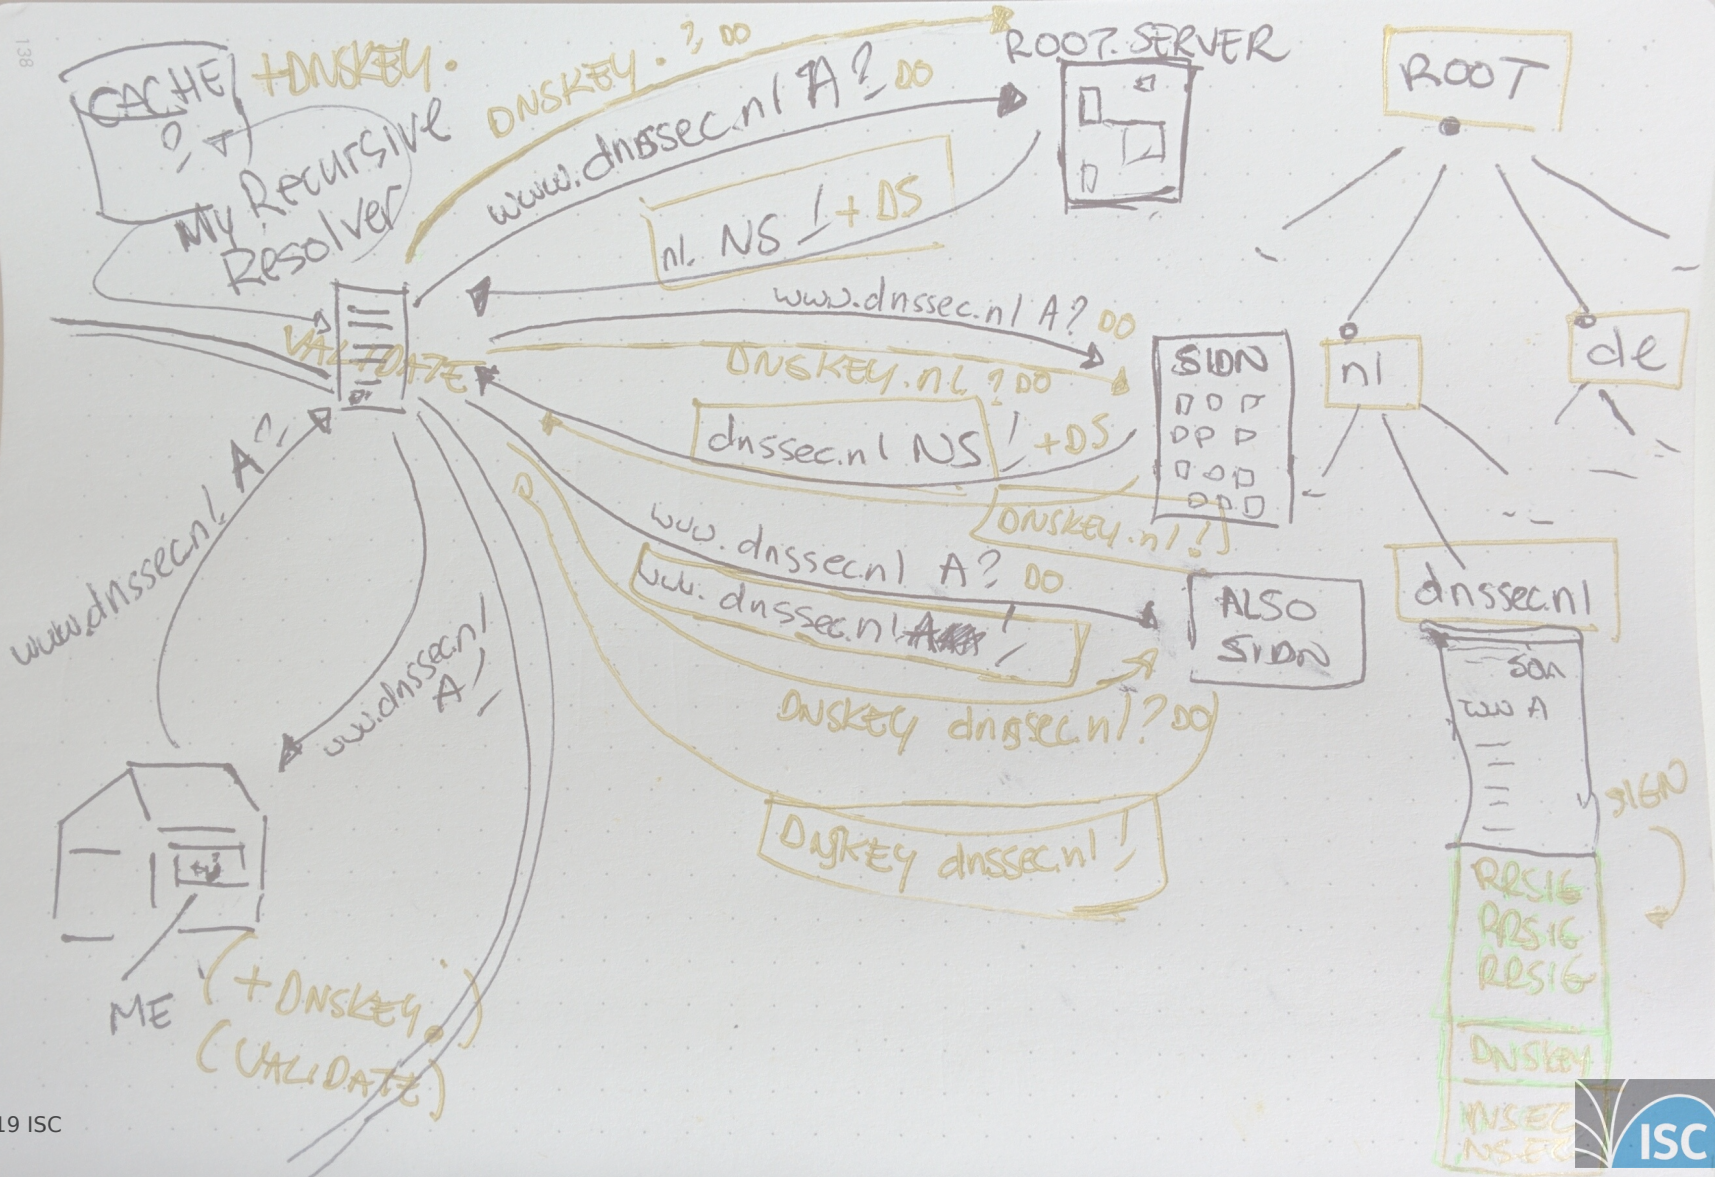 138
CACHE
+DNSKEY.
My Recursive
Resolver
DNSKEY.? DO
www.dnssec.nl A? DO
ROOT.SERVER
nl. NS! + DS
VALIDATE
www.dnssec.nl A? DO
DNSKEY.nl? DO
dnssec.nl NS! +DS
DNSKEY.nl!
SIDN
www.dnssec.nl A? DO
www.dnssec.nl
!
ALSO
SIDN
DNSKEY dnssec.nl? DO
DNSKEY dnssec.nl!
www.dnssec.nl. A?
www.dnssec.nl
A!
ME
(+DNSKEY.)
(VALIDATE)
ROOT
nl
de
dnssec.nl
SOA
www A
SIGN
RRSIG
RRSIG
RRSIG
DNSKEY
NSEC
NSEC
19 ISC
ISC